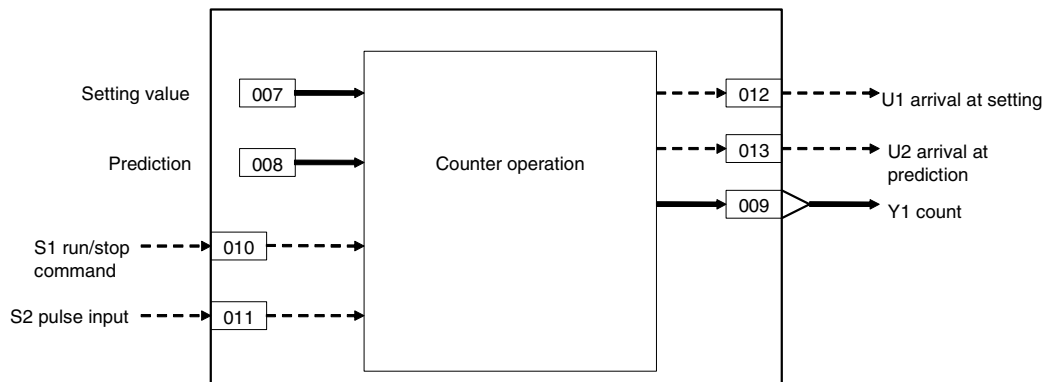 Setting value
007
012
U1 arrival at setting
Prediction
008
Counter operation
013
U2 arrival at
prediction
009
Y1 count
S1 run/stop
command
010
S2 pulse input
011